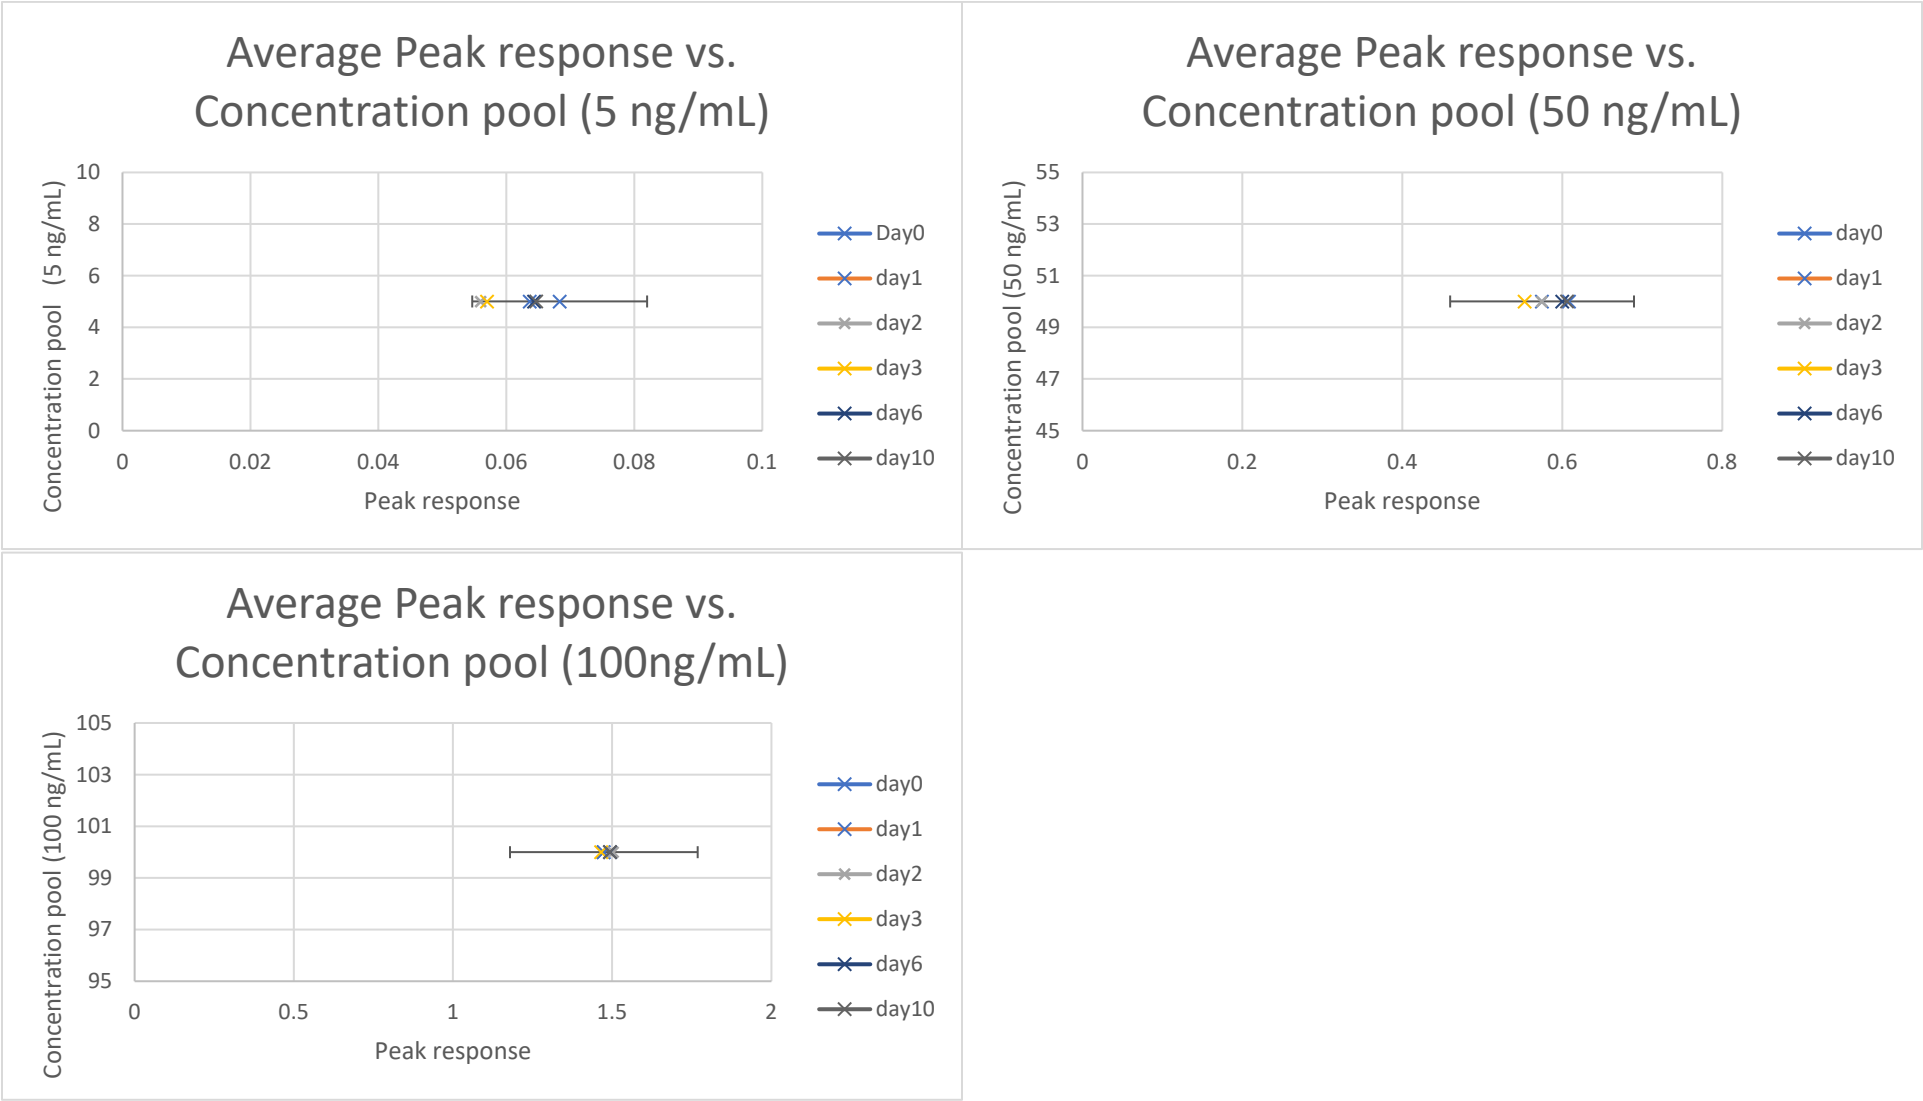 Average Peak response vs.
Concentration pool (5 ng/mL)
Concentration pool  (5 ng/mL)
10
8
6
4
2
0
0 0.02 0.04 0.06 0.08 0.1
Peak response
Day0
day1
day2
day3
day6
day10
Average Peak response vs.
Concentration pool (50 ng/mL)
Concentration pool (50 ng/mL)
55
53
51
49
47
45
0 0.2 0.4 0.6 0.8
Peak response
day0
day1
day2
day3
day6
day10
Average Peak response vs.
Concentration pool (100ng/mL)
Concentration pool (100 ng/mL)
105
103
101
99
97
95
0 0.5 1 1.5 2
Peak response
day0
day1
day2
day3
day6
day10